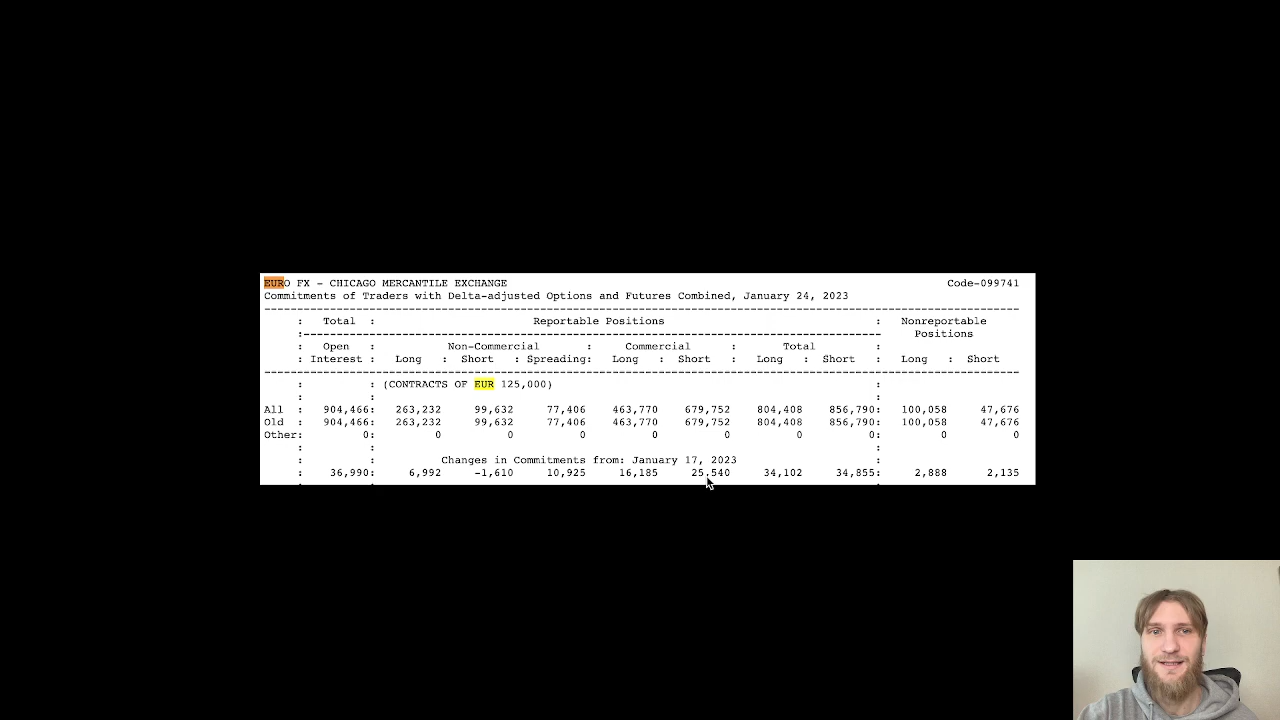 EURO FX - CHICAGO MERCANTILE EXCHANGE Code-099741
Commitments of Traders with Delta-adjusted Options and Futures Combined, January 24, 2023
: Total : Reportable Positions : Nonreportable
: Positions
: Open : Non-Commercial : Commercial : Total :
: Interest : Long : Short : Spreading: Long : Short : Long : Short : Long : Short
: : (CONTRACTS OF EUR 125,000) :
: : :
All : 904,466: 263,232 99,632 77,406 463,770 679,752 804,408 856,790: 100,058 47,676
Old : 904,466: 263,232 99,632 77,406 463,770 679,752 804,408 856,790: 100,058 47,676
Other: 0: 0 0 0 0 0 0 0: 0 0
: : :
: : Changes in Commitments from: January 17, 2023 :
: 36,990: 6,992 -1,610 10,925 16,185 25,540 34,102 34,855: 2,888 2,135